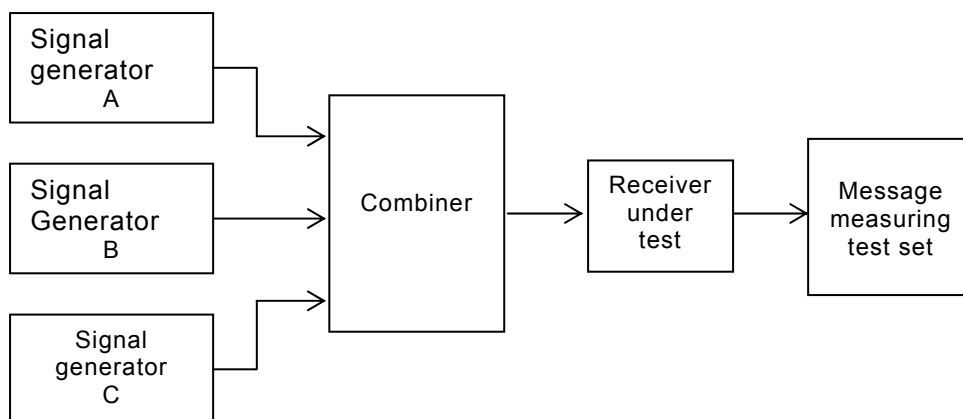 Signal
generator
A
Signal
Generator
B
Signal
generator
C
Combiner
Receiver
under
test
Message
measuring
test set